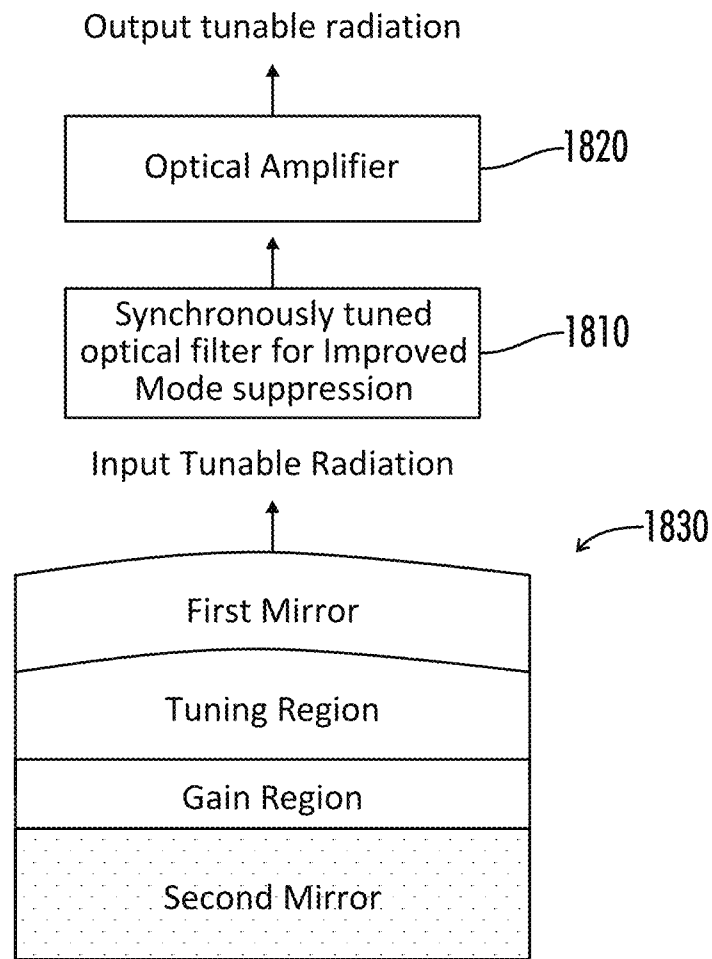 Output tunable radiation
Optical Amplifier
1820
Synchronously tuned
optical filter for Improved
Mode suppression
1810
Input Tunable Radiation
1830
First Mirror
Tuning Region
Gain Region
Second Mirror